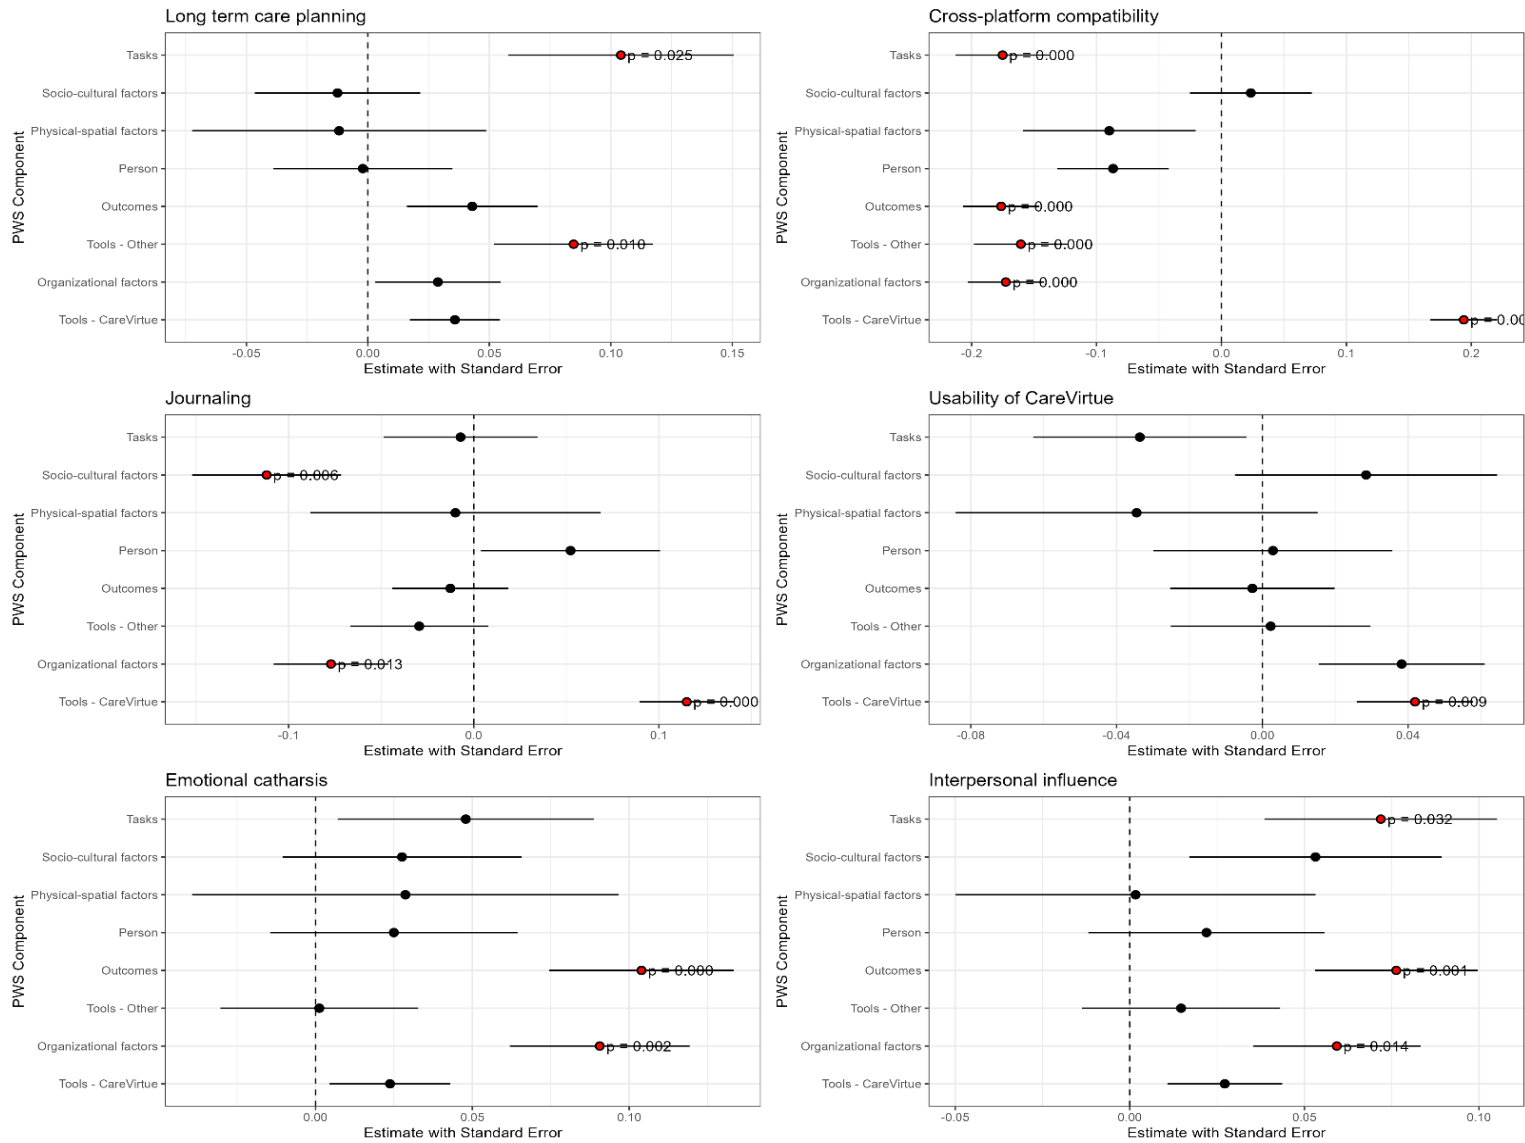 Long term care planning
PWS Component
Tasks
p = 0.025
Socio-cultural factors
Physical-spatial factors
Person
Outcomes
Tools - Other
p = 0.010
Organizational factors
Tools - CareVirtue
-0.05 0.00 0.05 0.10 0.15
Estimate with Standard Error
Cross-platform compatibility
PWS Component
Tasks
p = 0.000
Socio-cultural factors
Physical-spatial factors
Person
Outcomes
p = 0.000
Tools - Other
p = 0.000
Organizational factors
p = 0.000
Tools - CareVirtue
p = 0.00
-0.2 -0.1 0.0 0.1 0.2
Estimate with Standard Error
Journaling
PWS Component
Tasks
Socio-cultural factors
p = 0.006
Physical-spatial factors
Person
Outcomes
Tools - Other
Organizational factors
p = 0.013
Tools - CareVirtue
p = 0.000
-0.1 0.0 0.1
Estimate with Standard Error
Usability of CareVirtue
PWS Component
Tasks
Socio-cultural factors
Physical-spatial factors
Person
Outcomes
Tools - Other
Organizational factors
Tools - CareVirtue
p = 0.009
-0.08 -0.04 0.00 0.04
Estimate with Standard Error
Emotional catharsis
PWS Component
Tasks
Socio-cultural factors
Physical-spatial factors
Person
Outcomes
p = 0.000
Tools - Other
Organizational factors
p = 0.002
Tools - CareVirtue
0.00 0.05 0.10
Estimate with Standard Error
Interpersonal influence
PWS Component
Tasks
p = 0.032
Socio-cultural factors
Physical-spatial factors
Person
Outcomes
p = 0.001
Tools - Other
Organizational factors
p = 0.014
Tools - CareVirtue
-0.05 0.00 0.05 0.10
Estimate with Standard Error